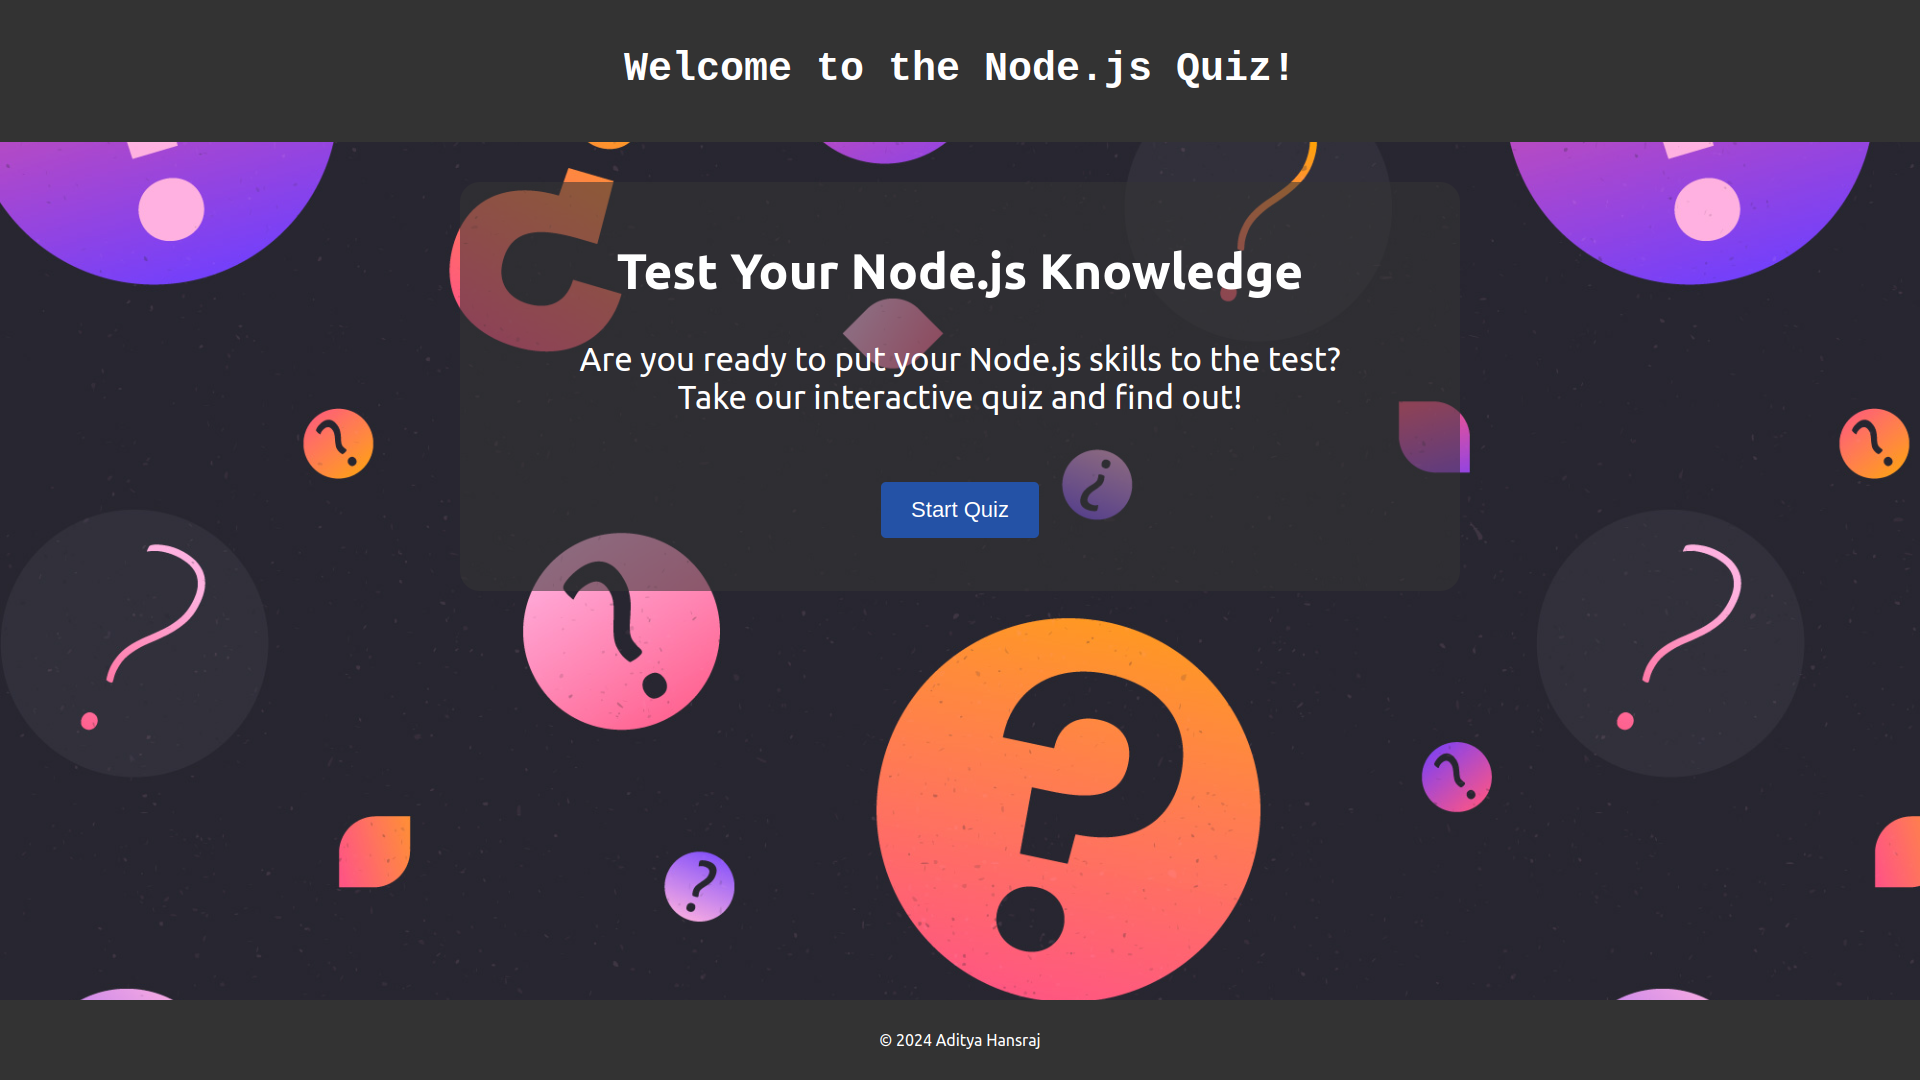 Welcome to the Node.js Quiz!
Test Your Node.js Knowledge
Are you ready to put your Node.js skills to the test?
Take our interactive quiz and find out!
Start Quiz
© 2024 Aditya Hansraj